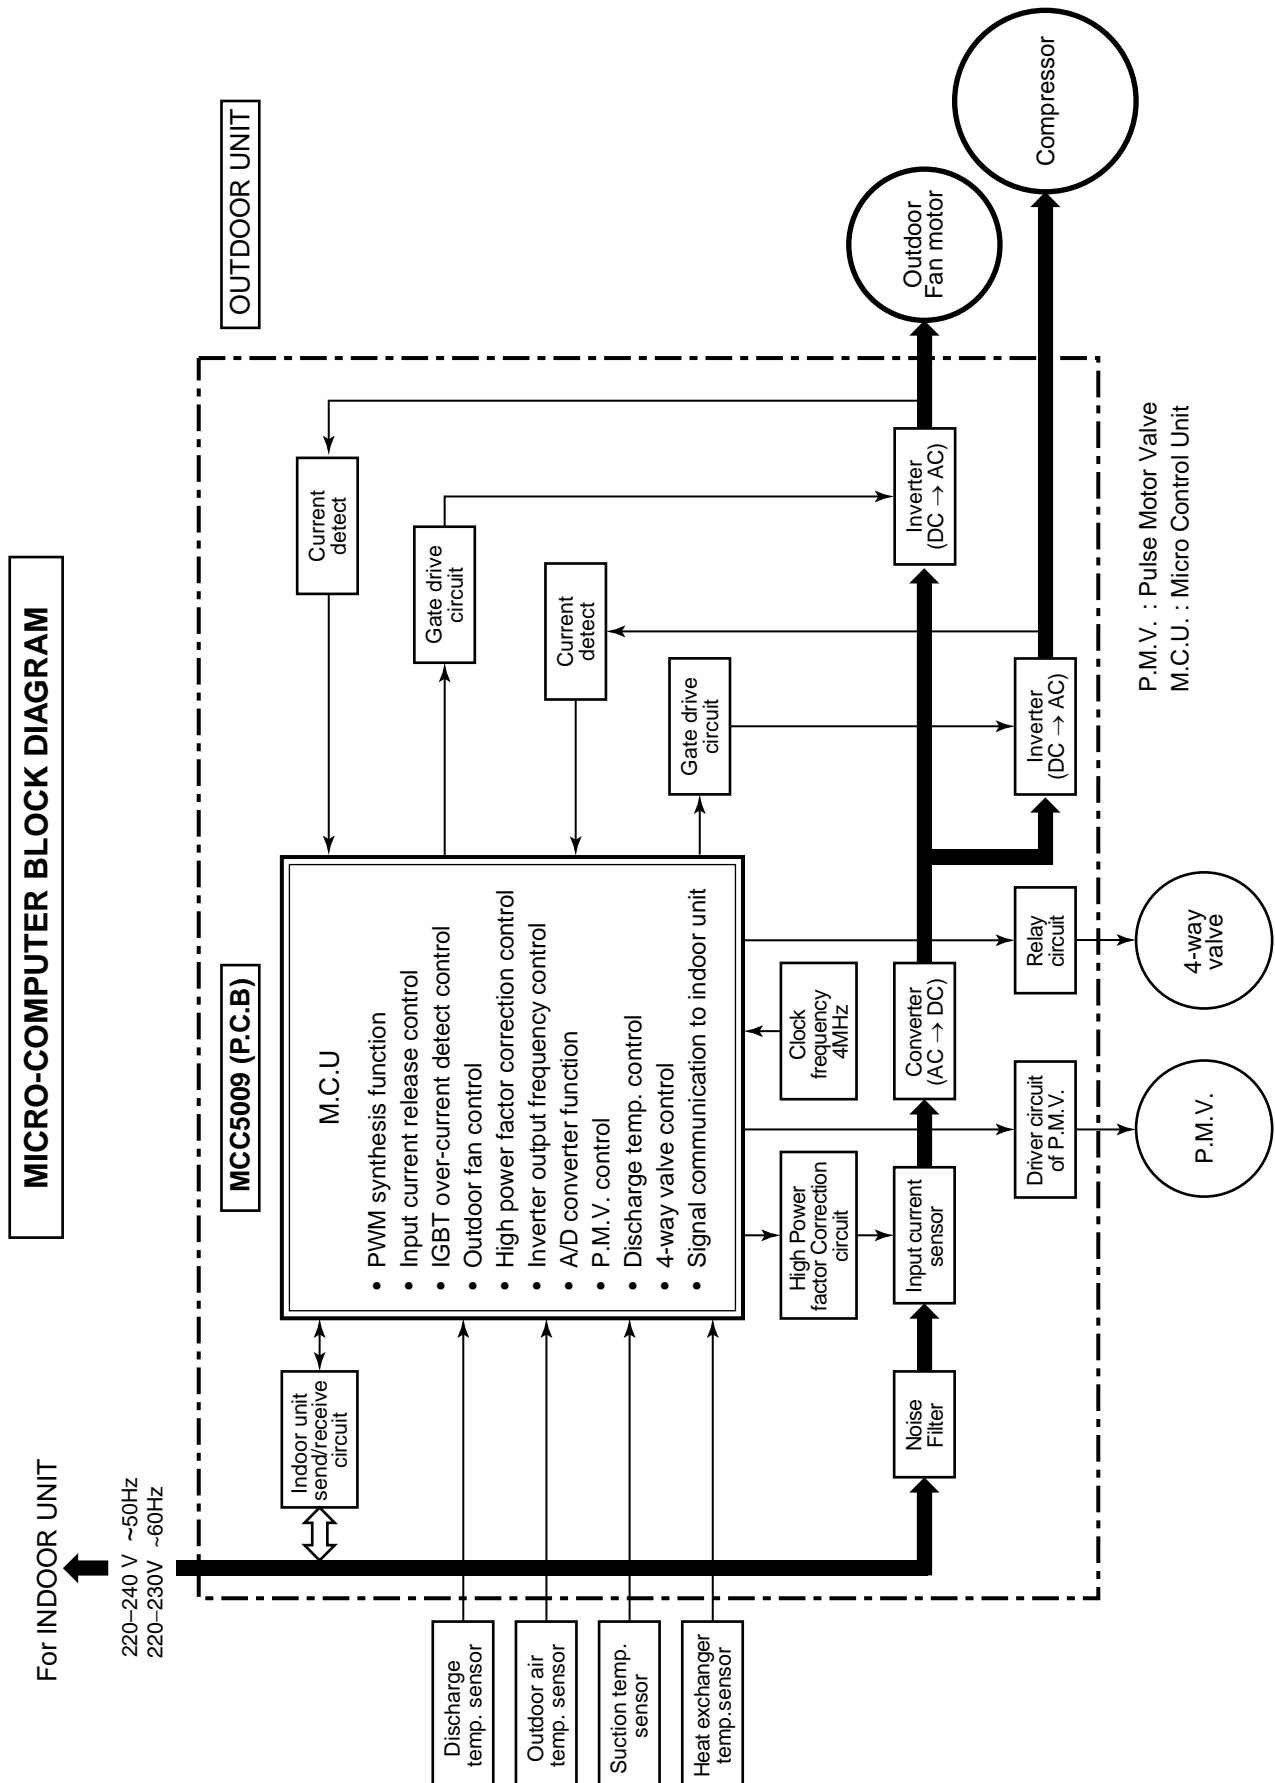 MICRO-COMPUTER BLOCK DIAGRAM
For INDOOR UNIT
220–240 V ~50Hz
220–230V ~60Hz
MCC5009 (P.C.B)
OUTDOOR UNIT
Indoor unit
send/receive
circuit
M.C.U
• PWM synthesis function
• Input current release control
• IGBT over-current detect control
• Outdoor fan control
• High power factor correction control
• Inverter output frequency control
• A/D converter function
• P.M.V. control
• Discharge temp. control
• 4-way valve control
• Signal communication to indoor unit
Current
detect
Gate drive
circuit
Current
detect
Gate drive
circuit
Discharge
temp. sensor
Outdoor air
temp. sensor
Suction temp.
sensor
Heat exchanger
temp.sensor
High Power
factor Correction
circuit
Clock
frequency
4MHz
Noise
Filter
Input current
sensor
Converter
(AC → DC)
Inverter
(DC → AC)
Outdoor
Fan motor
Driver circuit
of P.M.V.
Relay
circuit
Inverter
(DC → AC)
Compressor
P.M.V.
4-way
valve
P.M.V. : Pulse Motor Valve
M.C.U. : Micro Control Unit